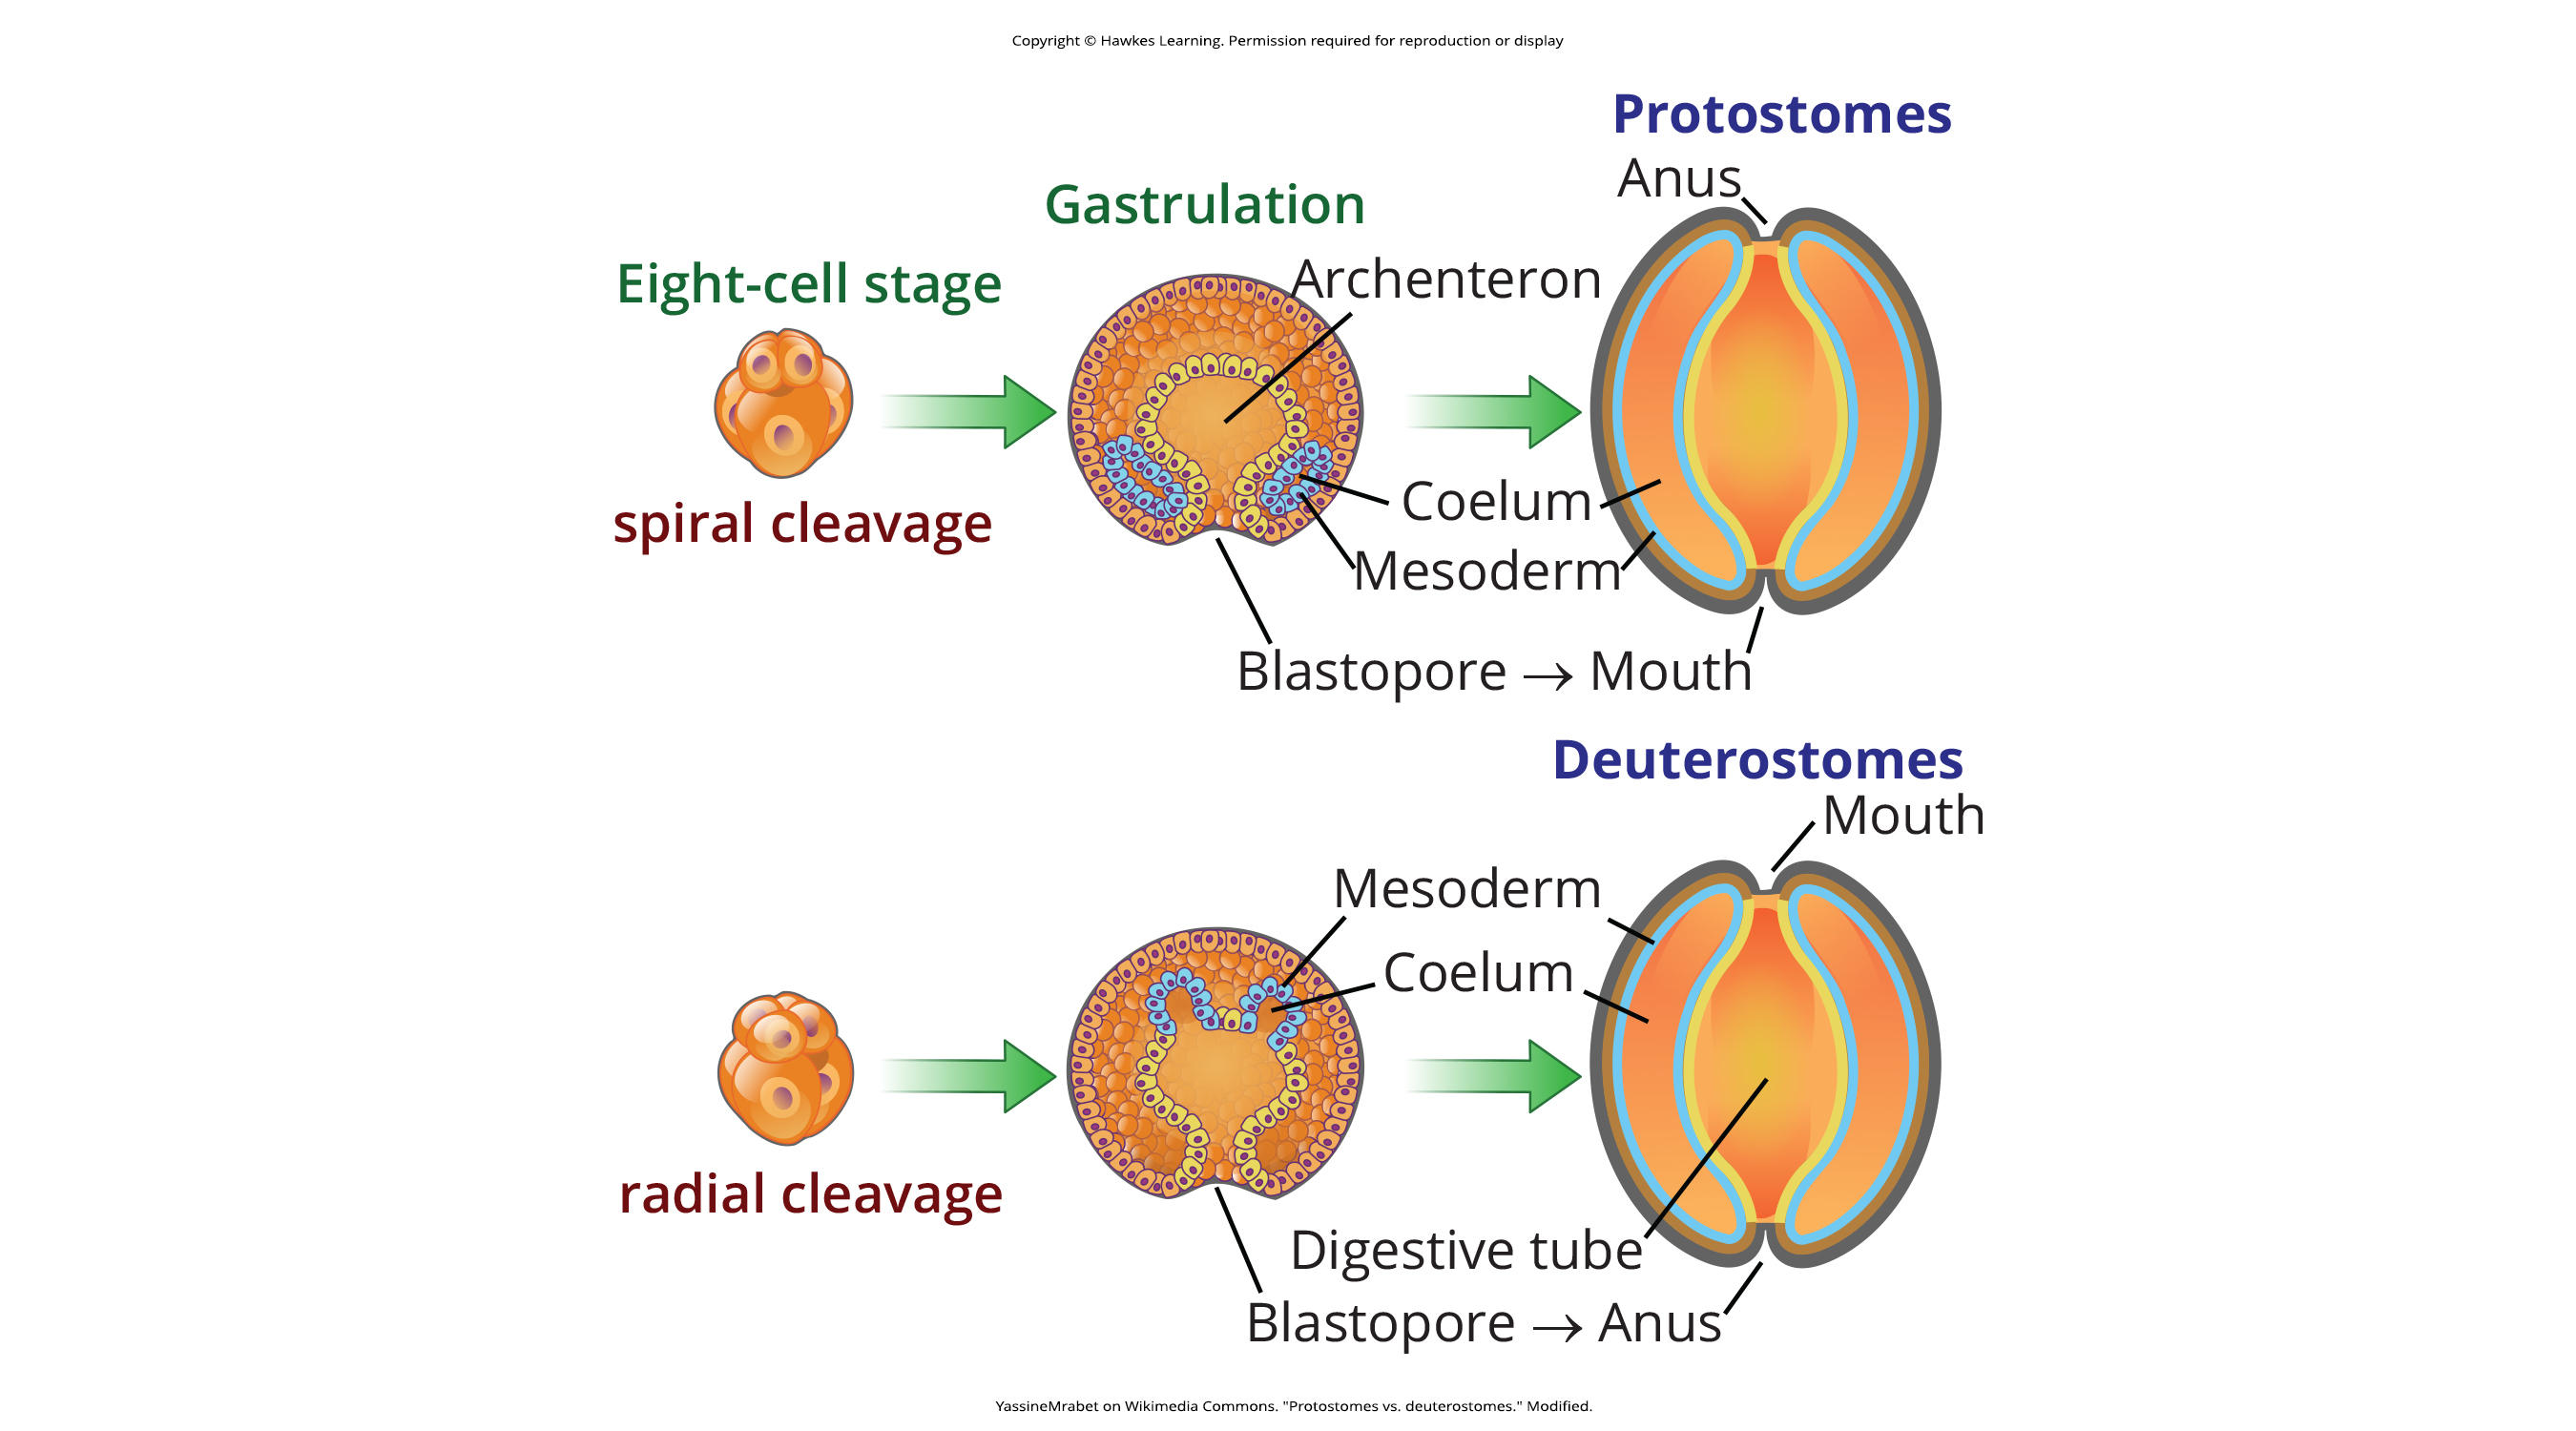 Copyright © Hawkes Learning. Permission required for reproduction or display
Protostomes
Anus
Gastrulation
Eight-cell stage
Archenteron
spiral cleavage
Coelum
Mesoderm
Blastopore → Mouth
Deuterostomes
Mouth
Mesoderm
Coelum
radial cleavage
Digestive tube
Blastopore → Anus
YassineMrabet on Wikimedia Commons. "Protostomes vs. deuterostomes." Modified.